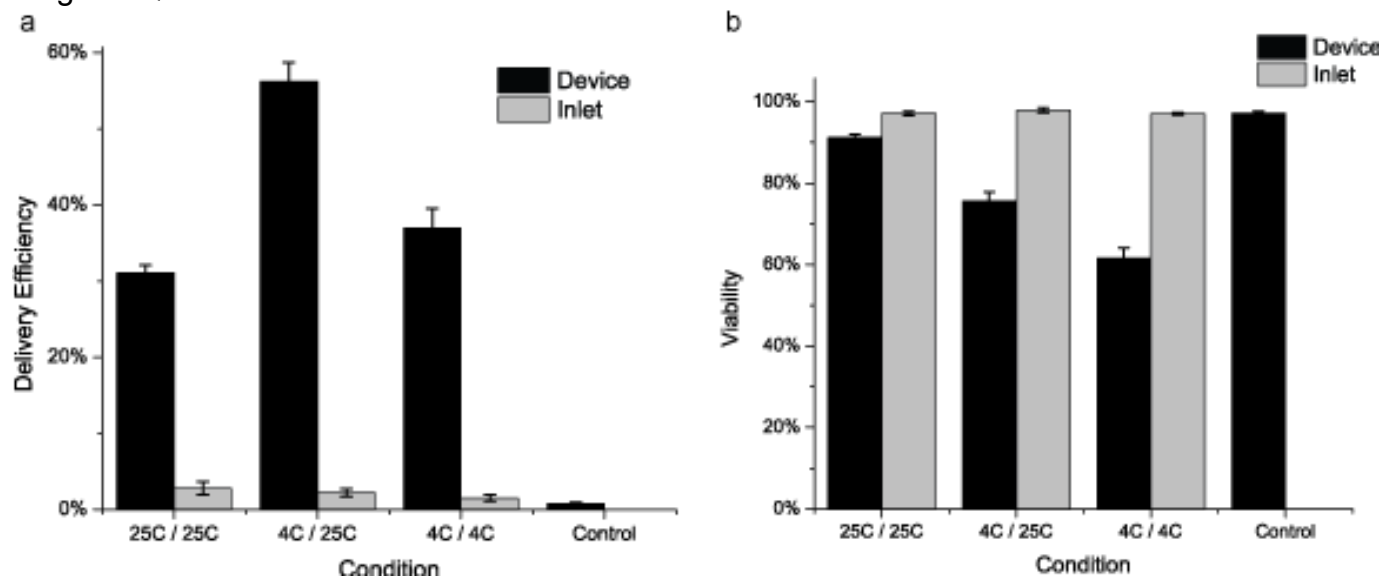 a
60%
40%
20%
0%
Delivery Efficiency
Device
Inlet
25C / 25C
4C / 25C
4C / 4C
Control
Condition
b
100%
80%
60%
40%
20%
0%
Viability
Device
Inlet
25C / 25C
4C / 25C
4C / 4C
Control
Condition